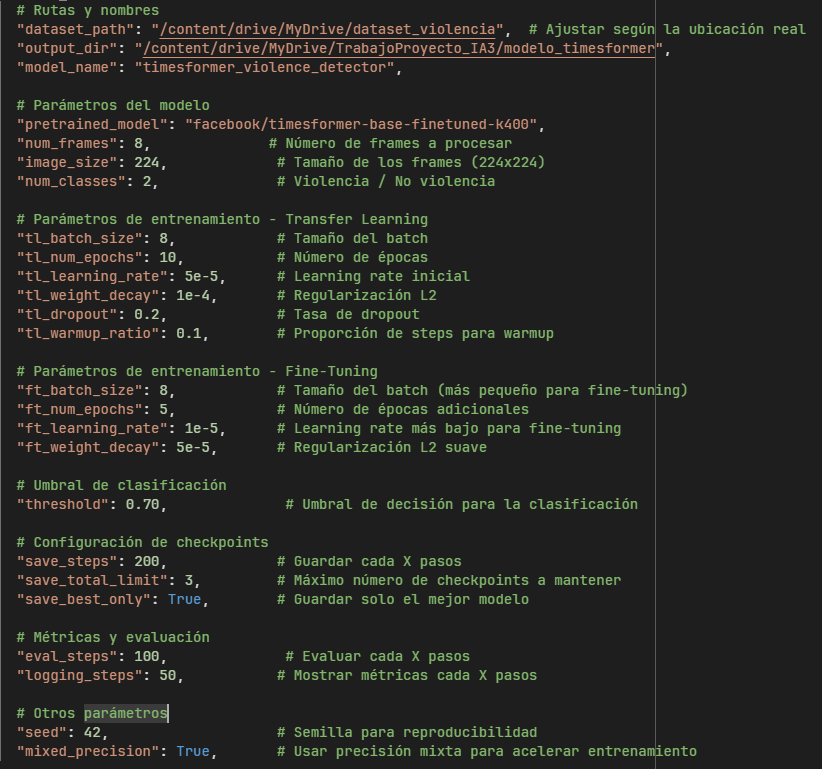 # Rutas y nombres
"dataset_path": "/content/drive/MyDrive/dataset_violencia",  # Ajustar según la ubicación real
"output_dir": "/content/drive/MyDrive/TrabajoProyecto_IA3/modelo_timesformer",
"model_name": "timesformer_violence_detector",

# Parámetros del modelo
"pretrained_model": "facebook/timesformer-base-finetuned-k400",
"num_frames": 8,              # Número de frames a procesar
"image_size": 224,             # Tamaño de los frames (224x224)
"num_classes": 2,              # Violencia / No violencia

# Parámetros de entrenamiento - Transfer Learning
"tl_batch_size": 8,            # Tamaño del batch
"tl_num_epochs": 10,           # Número de épocas
"tl_learning_rate": 5e-5,      # Learning rate inicial
"tl_weight_decay": 1e-4,       # Regularización L2
"tl_dropout": 0.2,             # Tasa de dropout
"tl_warmup_ratio": 0.1,        # Proporción de steps para warmup

# Parámetros de entrenamiento - Fine-Tuning
"ft_batch_size": 8,            # Tamaño del batch (más pequeño para fine-tuning)
"ft_num_epochs": 5,            # Número de épocas adicionales
"ft_learning_rate": 1e-5,      # Learning rate más bajo para fine-tuning
"ft_weight_decay": 5e-5,       # Regularización L2 suave

# Umbral de clasificación
"threshold": 0.70,              # Umbral de decisión para la clasificación

# Configuración de checkpoints
"save_steps": 200,             # Guardar cada X pasos
"save_total_limit": 3,         # Máximo número de checkpoints a mantener
"save_best_only": True,        # Guardar solo el mejor modelo

# Métricas y evaluación
"eval_steps": 100,              # Evaluar cada X pasos
"logging_steps": 50,           # Mostrar métricas cada X pasos

# Otros parámetros
"seed": 42,                    # Semilla para reproducibilidad
"mixed_precision": True,       # Usar precisión mixta para acelerar entrenamiento